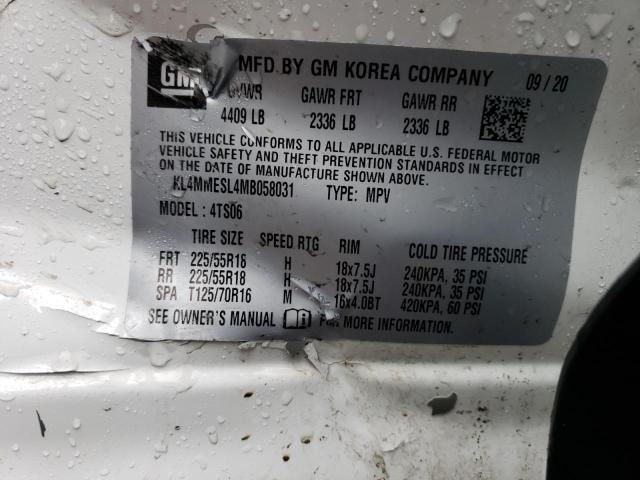 GM MFD BY GM KOREA COMPANY 09/20
GVWR GAWR FRT GAWR RR
4409 LB 2336 LB 2336 LB
THIS VEHICLE CONFORMS TO ALL APPLICABLE U.S. FEDERAL MOTOR
VEHICLE SAFETY AND THEFT PREVENTION STANDARDS IN EFFECT
ON THE DATE OF MANUFACTURE SHOWN ABOVE.
KL4MMESL4MB058031 TYPE: MPV
MODEL: 4TS06
TIRE SIZE SPEED RTG RIM COLD TIRE PRESSURE
FRT 225/55R18 H 18x7.5J 240KPA, 35 PSI
RR 225/55R18 H 18x7.5J 240KPA, 35 PSI
SPA T125/70R16 M 16x4.0BT 420KPA, 60 PSI
SEE OWNER'S MANUAL FOR MORE INFORMATION.